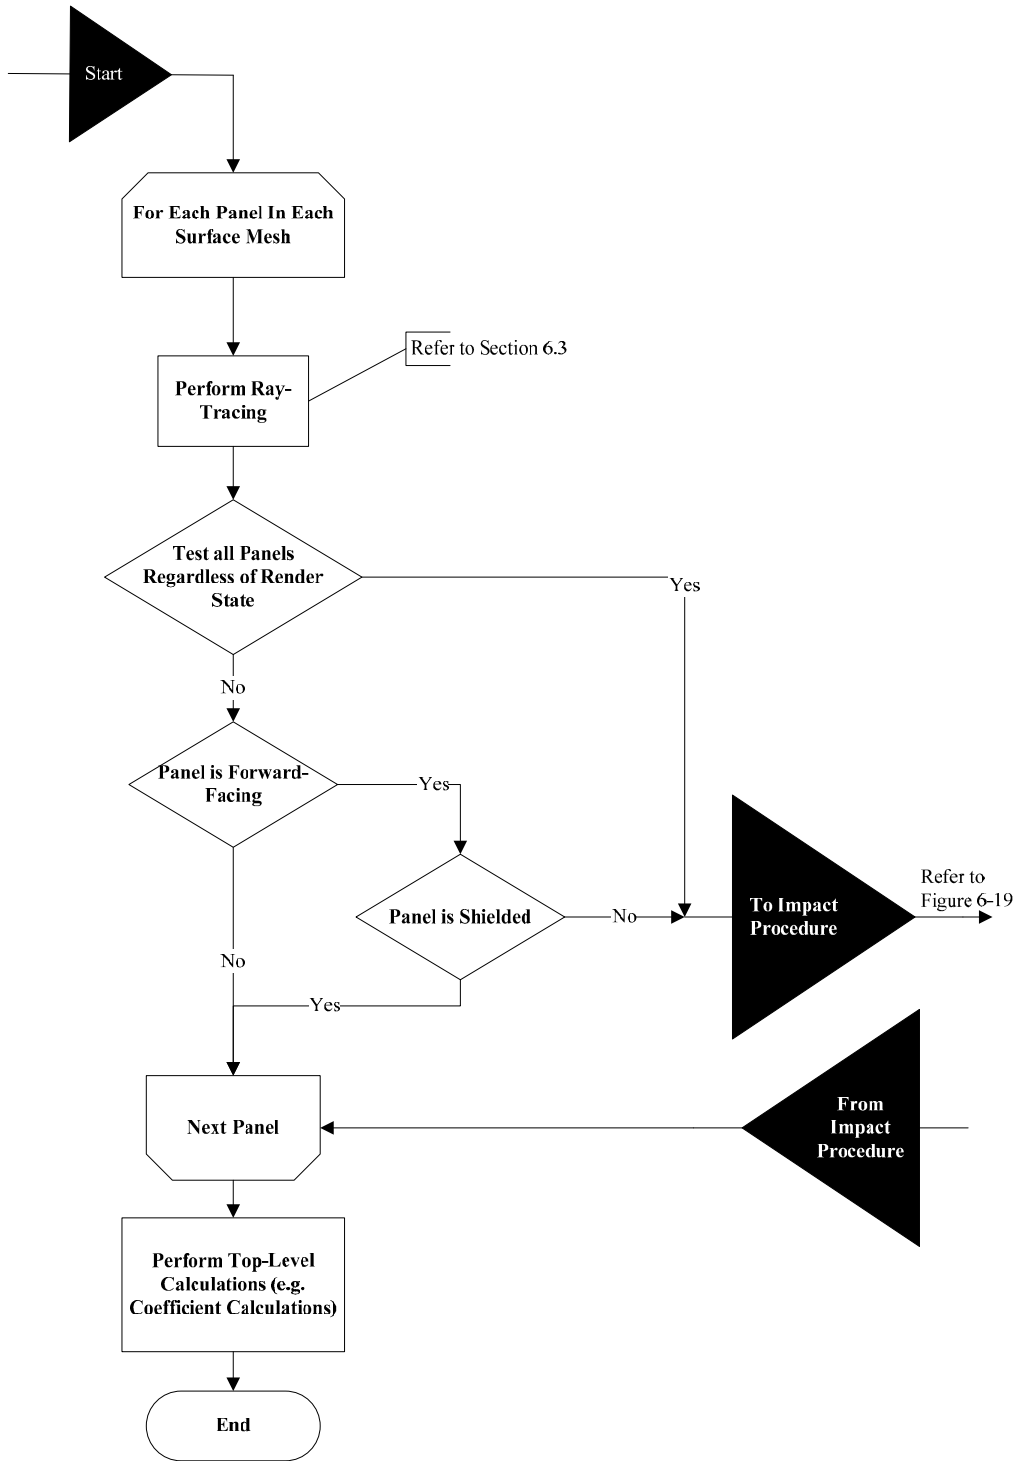 Start
For Each Panel In Each
Surface Mesh
Refer to Section 6.3
Perform Ray-
Tracing
Test all Panels
Regardless of Render
State
Yes
No
Panel is Forward-
Facing
Yes
Refer to
Figure 6-19
To Impact
Procedure
Panel is Shielded
No
No
Yes
From
Impact
Procedure
Next Panel
Perform Top-Level
Calculations (e.g.
Coefficient Calculations)
End